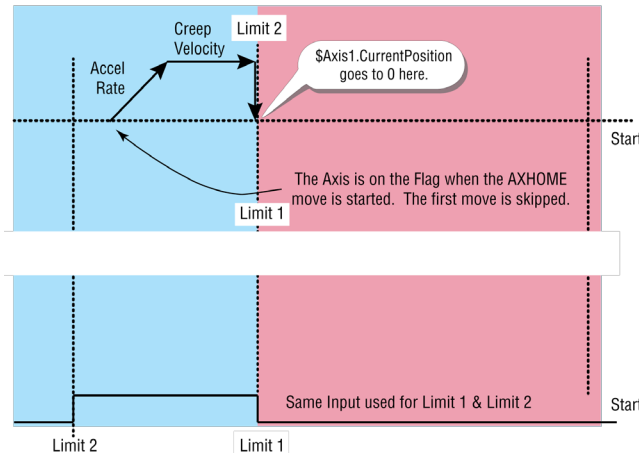 Creep
Velocity
Limit 2
$Axis1.CurrentPosition
goes to 0 here.
Accel
Rate
Start
The Axis is on the Flag when the AXHOME
move is started. The first move is skipped.
Limit 1
Same Input used for Limit 1 & Limit 2
Start
Limit 2
Limit 1